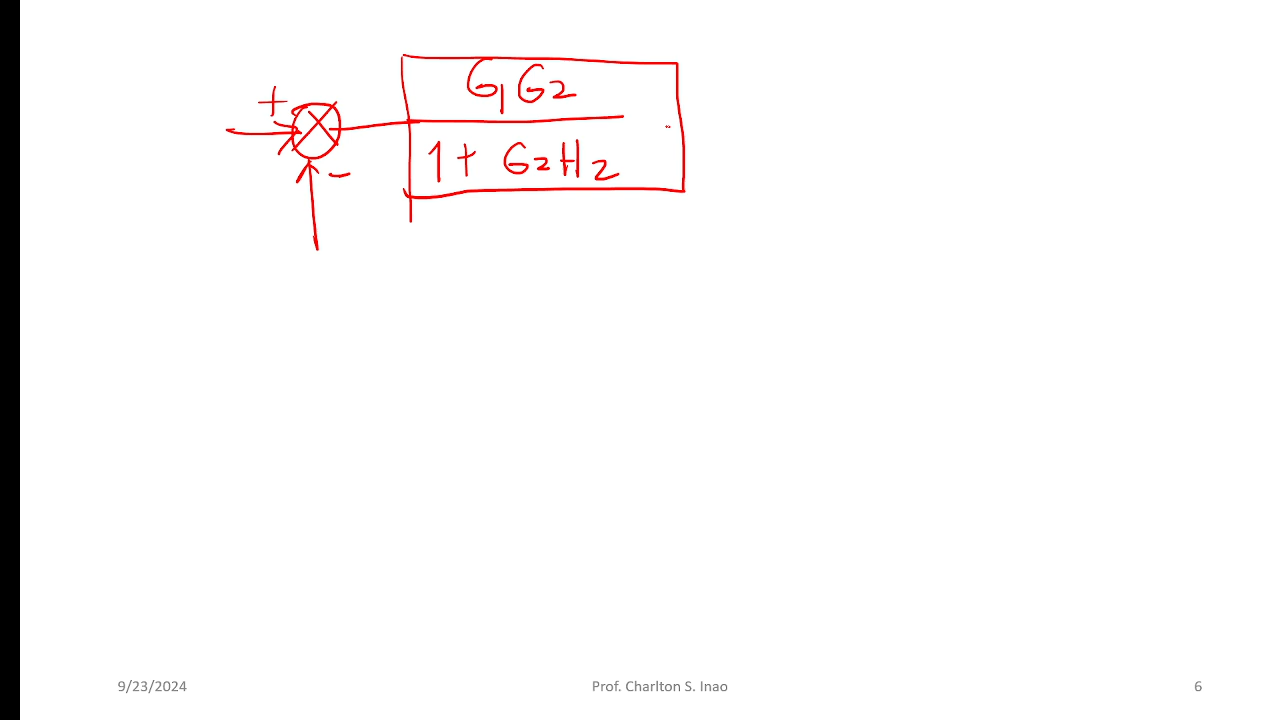 G1G2
+
1 + G2H2
-
9/23/2024
Prof. Charlton S. Inao
6